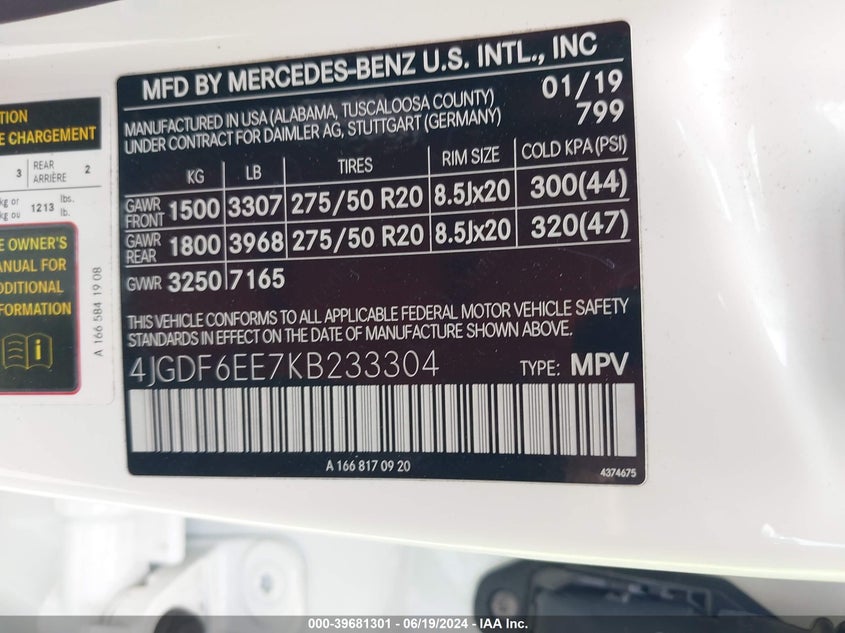 TION
E CHARGEMENT
3 REAR ARRIÈRE 2
kg or kg ou 1213 lbs. lb.
E OWNER'S
ANUAL FOR
DDITIONAL
FORMATION
i
A 166 584 19 08
MFD BY MERCEDES-BENZ U.S. INTL., INC
01/19
MANUFACTURED IN USA (ALABAMA, TUSCALOOSA COUNTY)
799
UNDER CONTRACT FOR DAIMLER AG, STUTTGART (GERMANY)
KG LB TIRES RIM SIZE COLD KPA (PSI)
GAWR FRONT 1500 3307 275/50 R20 8.5Jx20 300(44)
GAWR REAR 1800 3968 275/50 R20 8.5Jx20 320(47)
GVWR 3250 7165
THIS VEHICLE CONFORMS TO ALL APPLICABLE FEDERAL MOTOR VEHICLE SAFETY
STANDARDS IN EFFECT ON THE DATE OF MANUFACTURE SHOWN ABOVE.
4JGDF6EE7KB233304 TYPE: MPV
A 166 817 09 20
4374675
000-39681301 - 06/19/2024 - IAA Inc.